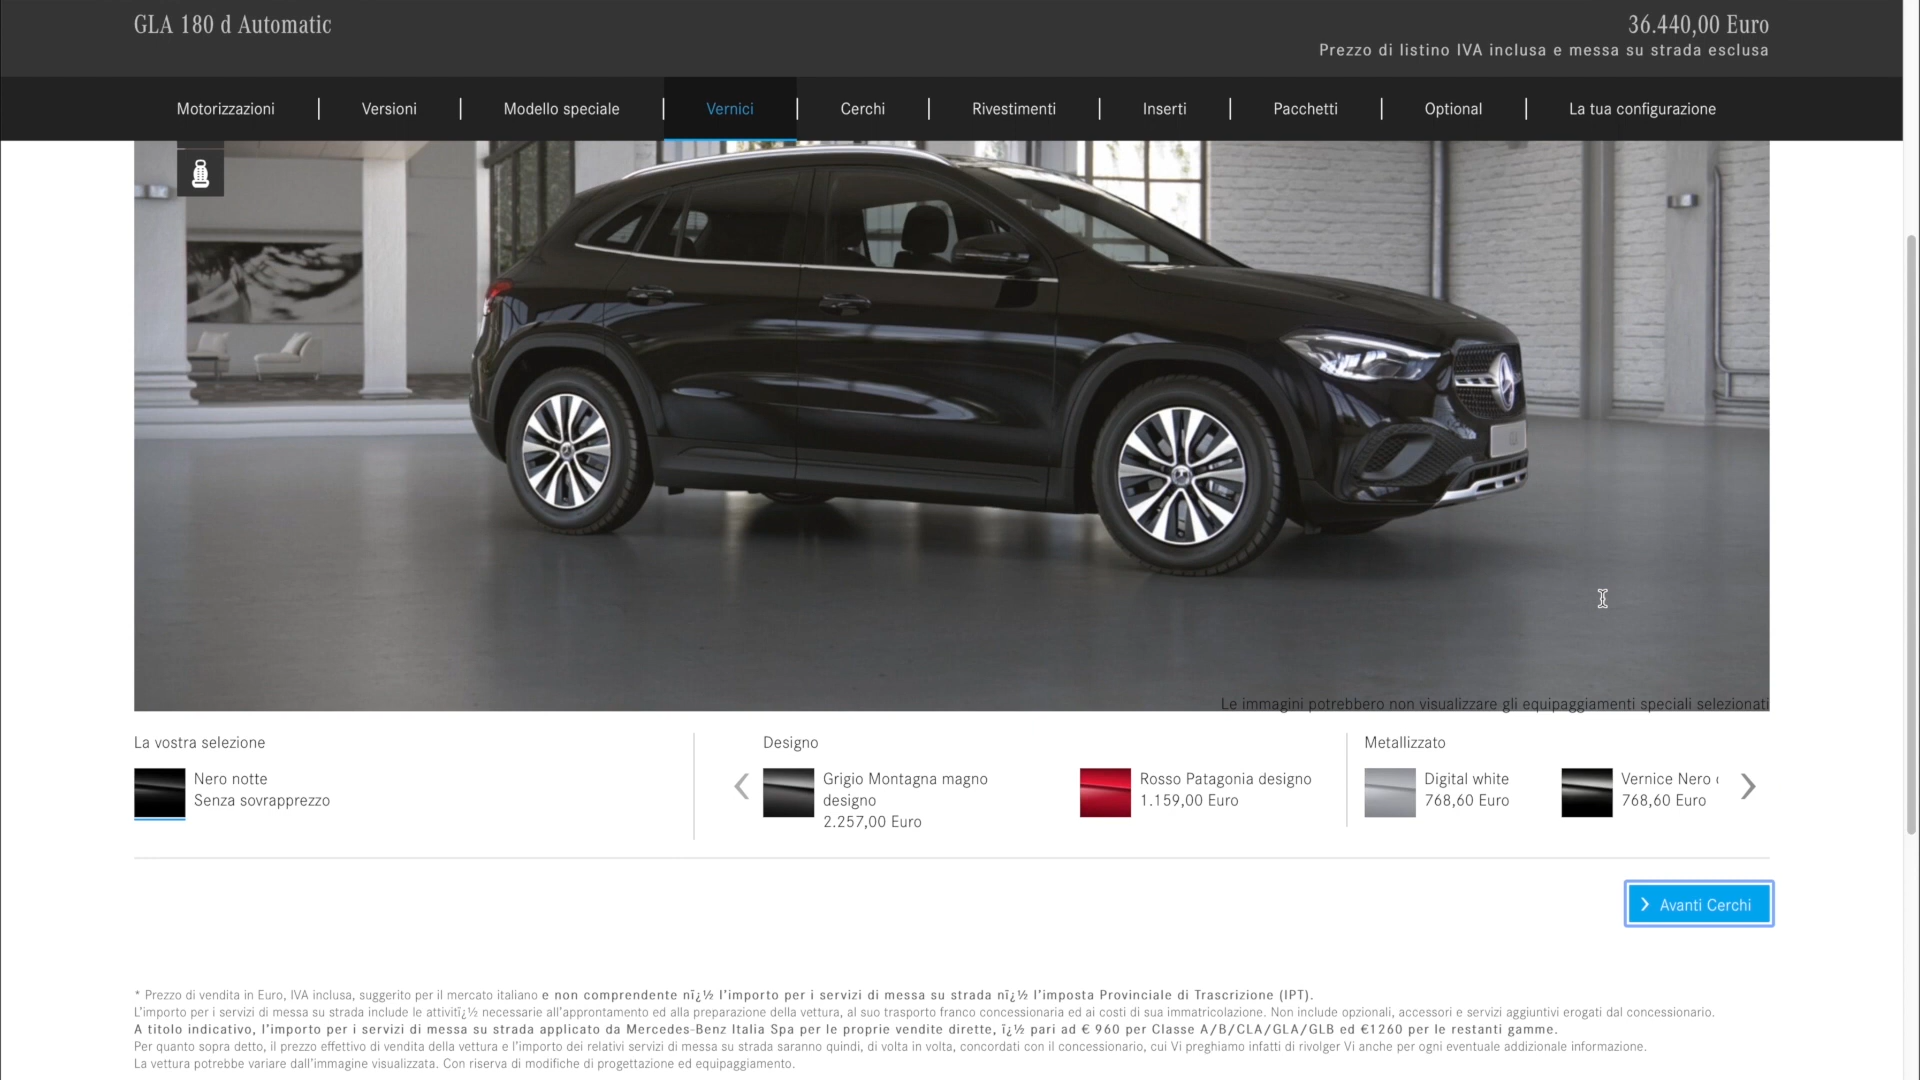 GLA 180 d Automatic
36.440,00 Euro
Prezzo di listino IVA inclusa e messa su strada esclusa
Motorizzazioni
Versioni
Modello speciale
Vernici
Cerchi
Rivestimenti
Inserti
Pacchetti
Optional
La tua configurazione
Le immagini potrebbero non visualizzare gli equipaggiamenti speciali selezionati
La vostra selezione
Nero notte
Senza sovrapprezzo
Designo
Grigio Montagna magno
designo
2.257,00 Euro
Rosso Patagonia designo
1.159,00 Euro
Metallizzato
Digital white
768,60 Euro
Vernice Nero
768,60 Euro
Avanti Cerchi
* Prezzo di vendita in Euro, IVA inclusa, suggerito per il mercato italiano e non comprendente nï¿½ l'importo per i servizi di messa su strada nï¿½ l'imposta Provinciale di Trascrizione (IPT).
L'importo per i servizi di messa su strada include le attivitï¿½ necessarie all'approntamento ed alla preparazione della vettura, al suo trasporto franco concessionaria ed ai costi di sua immatricolazione. Non include opzionali, accessori e servizi aggiuntivi erogati dal concessionario.
A titolo indicativo, l'importo per i servizi di messa su strada applicato da Mercedes-Benz Italia Spa per le proprie vendite dirette, ï¿½ pari ad € 960 per Classe A/B/CLA/GLA/GLB ed €1260 per le restanti gamme.
Per quanto sopra detto, il prezzo effettivo di vendita della vettura e l'importo dei relativi servizi di messa su strada saranno quindi, di volta in volta, concordati con il concessionario, cui Vi preghiamo infatti di rivolger Vi anche per ogni eventuale addizionale informazione.
La vettura potrebbe variare dall'immagine visualizzata. Con riserva di modifiche di progettazione ed equipaggiamento.